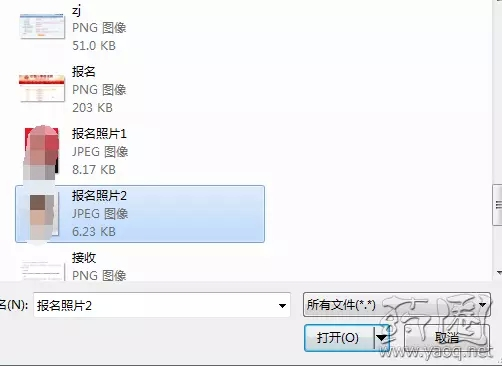 zj
PNG 图像
51.0 KB
报名
PNG 图像
203 KB
报名照片1
JPEG 图像
8.17 KB
报名照片2
JPEG 图像
6.23 KB
接收
PNG 图像
名(N): 报名照片2 所有文件(*.*)
打开(O) 取消
药圈
www.yaoq.net